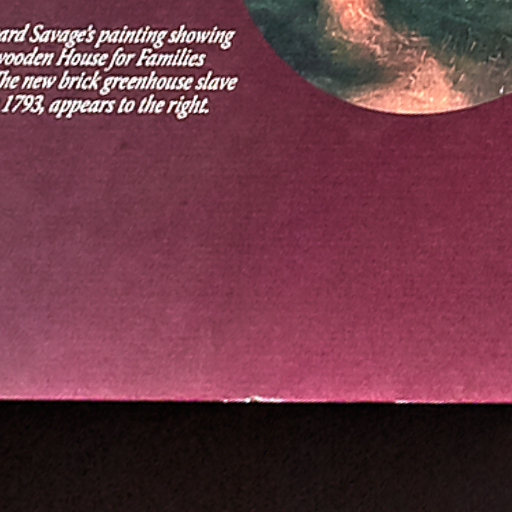 ard Savage's painting showing
wooden House for Families
The new brick greenhouse slave
1793, appears to the right.